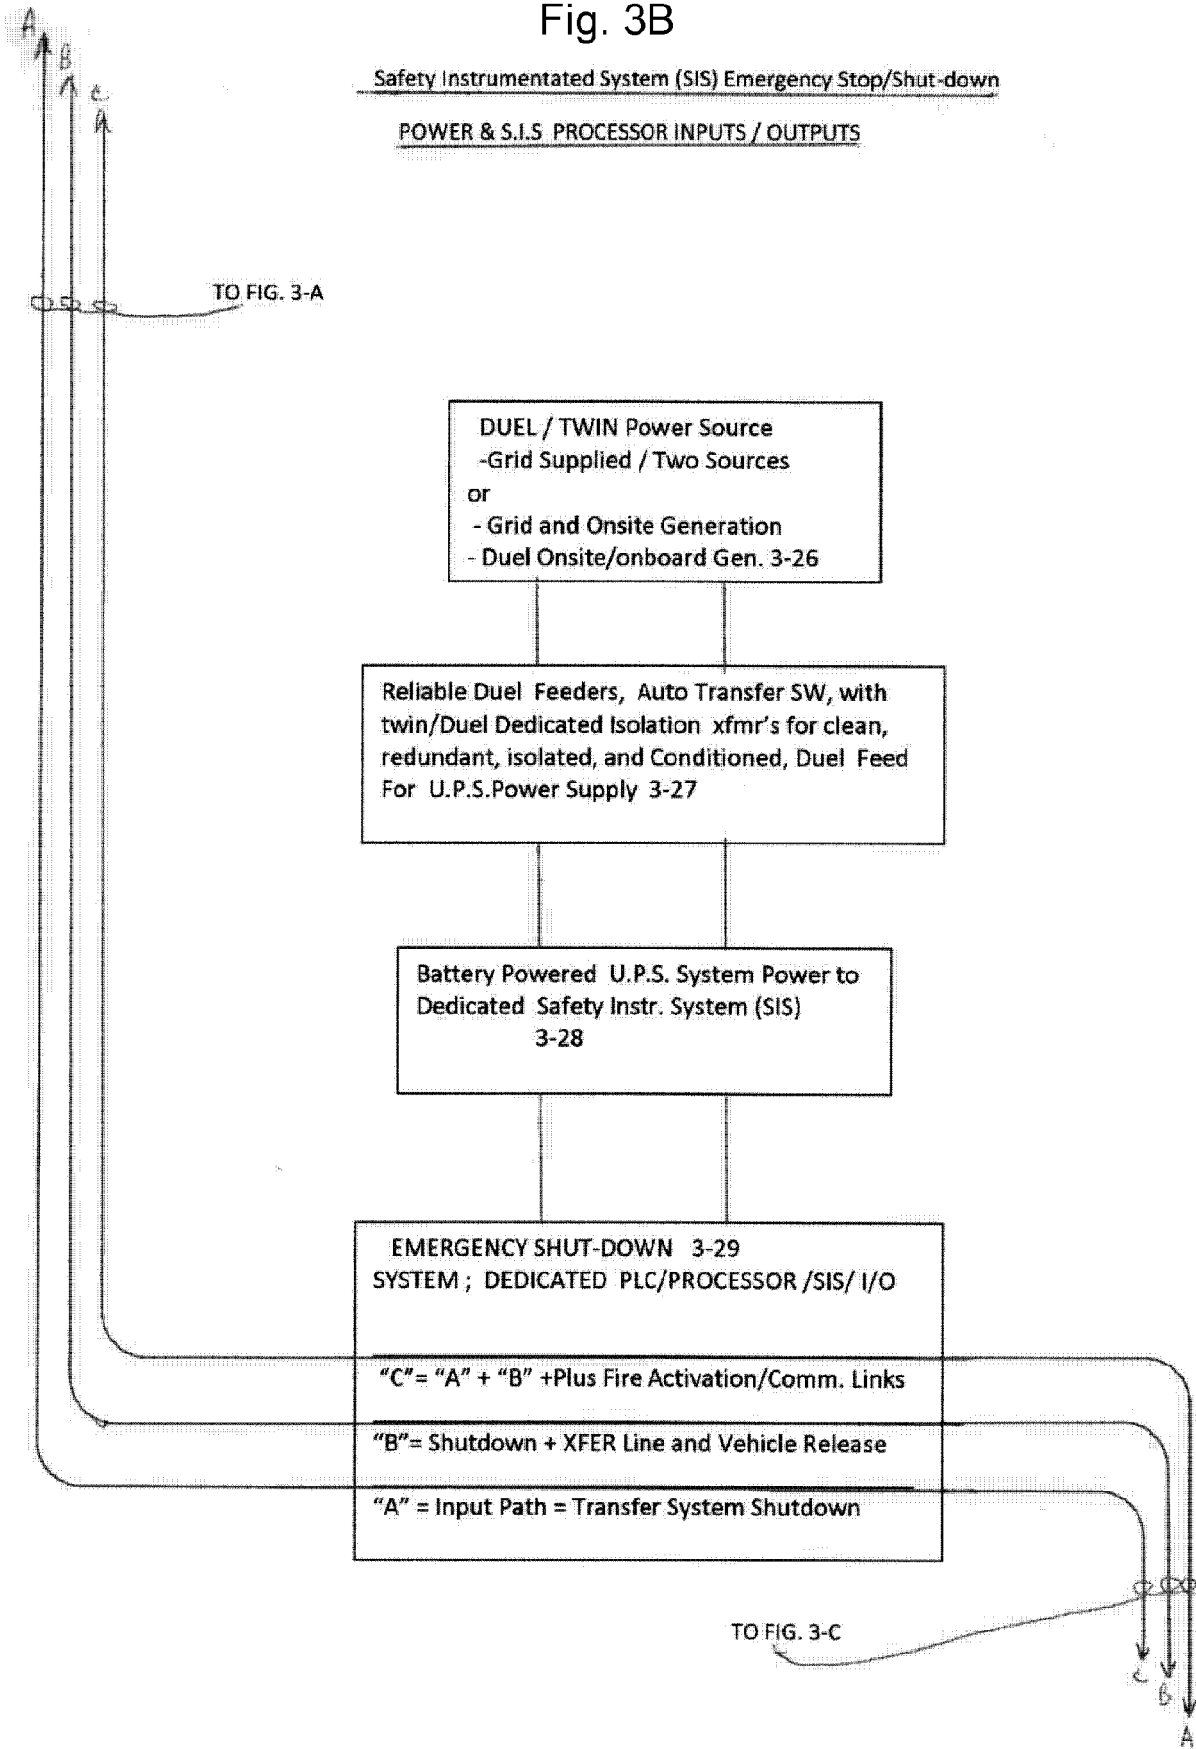 Fig. 3B
A
B
C
Safety Instrumentated System (SIS) Emergency Stop/Shut-down
POWER & S.I.S PROCESSOR INPUTS / OUTPUTS
TO FIG. 3-A
DUEL / TWIN Power Source
-Grid Supplied / Two Sources
or
- Grid and Onsite Generation
- Duel Onsite/onboard Gen. 3-26
Reliable Duel Feeders, Auto Transfer SW, with
twin/Duel Dedicated Isolation xfmr's for clean,
redundant, isolated, and Conditioned, Duel Feed
For U.P.S.Power Supply 3-27
Battery Powered U.P.S. System Power to
Dedicated Safety Instr. System (SIS)
3-28
EMERGENCY SHUT-DOWN 3-29
SYSTEM ; DEDICATED PLC/PROCESSOR /SIS/ I/O
"C"= "A" + "B" +Plus Fire Activation/Comm. Links
"B"= Shutdown + XFER Line and Vehicle Release
"A" = Input Path = Transfer System Shutdown
TO FIG. 3-C
C
B
A